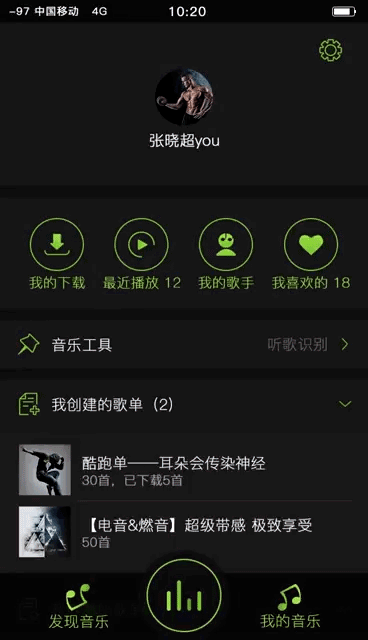 -97 中国移动 4G 10:20
张晓超you
我的下载 最近播放 12 我的歌手 我喜欢的 18
音乐工具 听歌识别
我创建的歌单（2）
酷跑单——耳朵会传染神经
30首，已下载5首
【电音&燃音】超级带感 极致享受
50首
发现音乐 我的音乐